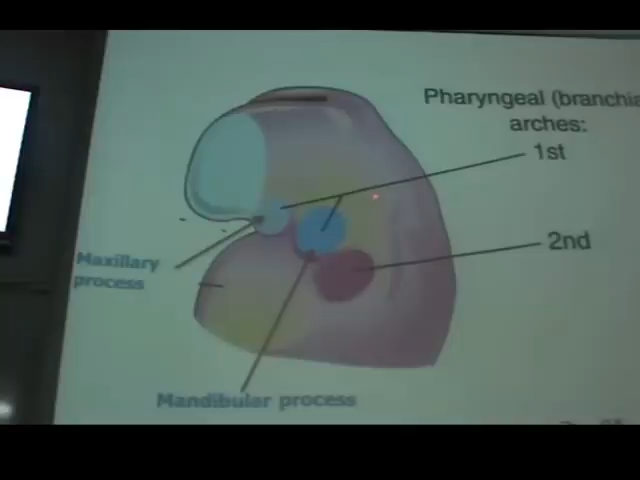 Pharyngeal (branchia
arches:
1st
2nd
Maxillary
process
Mandibular process